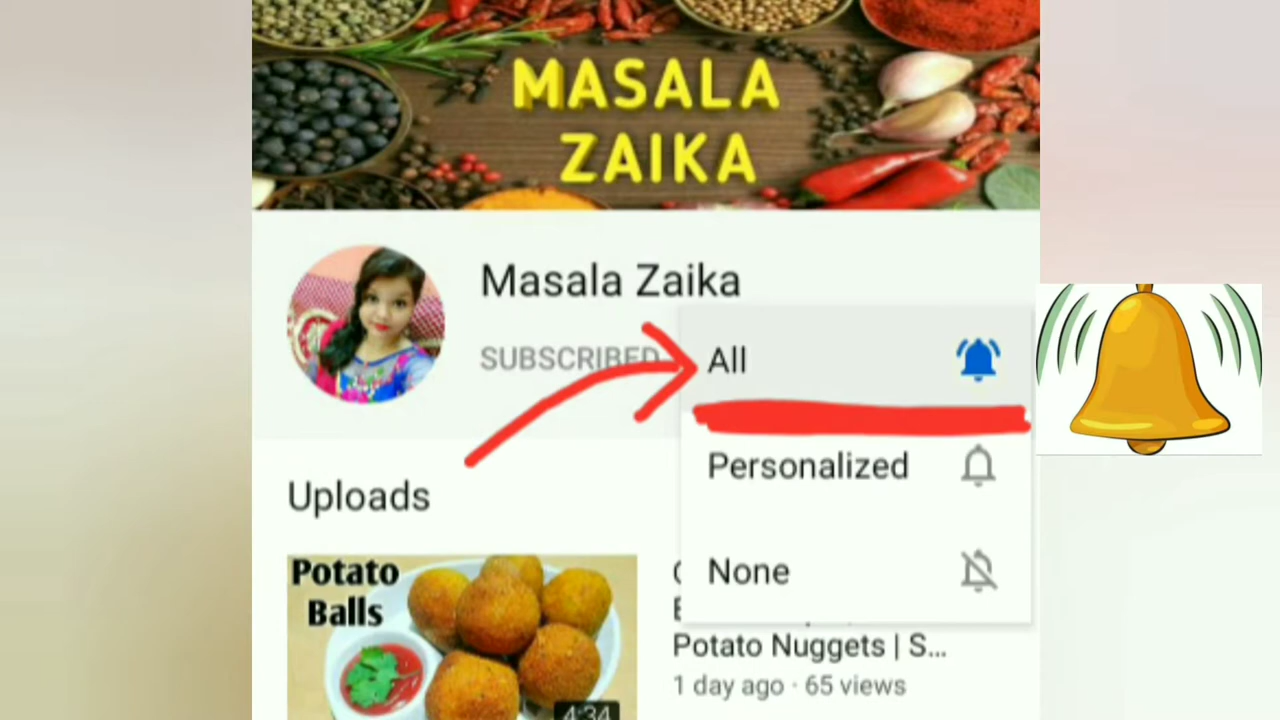 MASALA
ZAIKA
Masala Zaika
SUBSCRIBED
All
Personalized
None
Uploads
Potato
Balls
4:34
Potato Nuggets | S...
1 day ago · 65 views